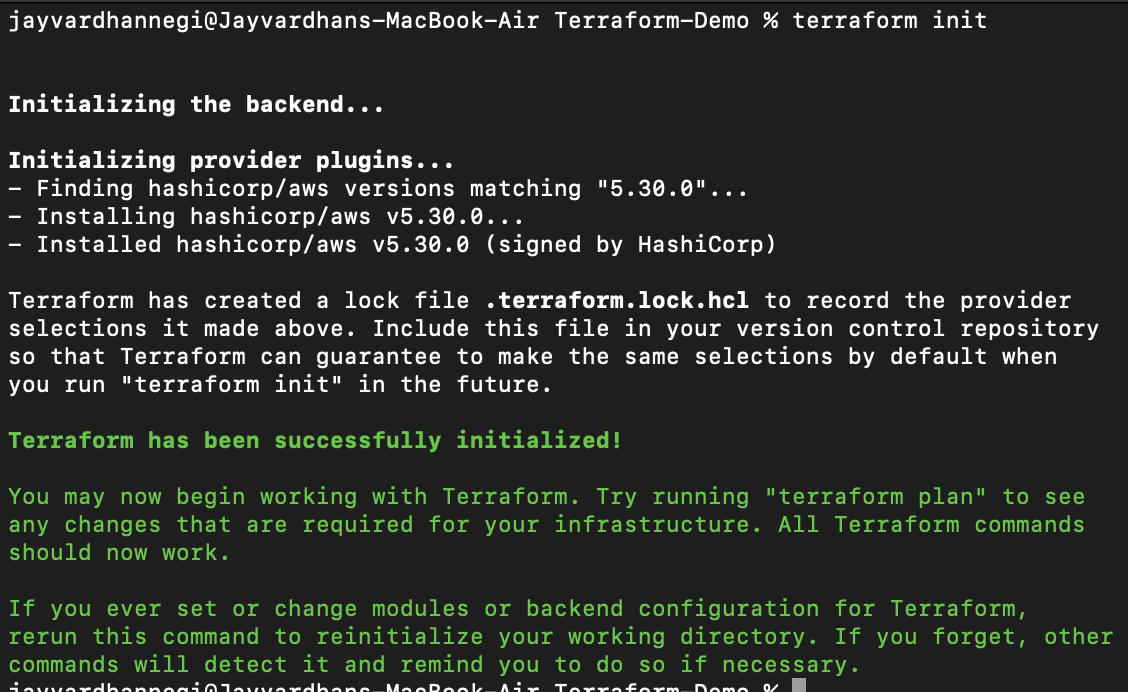 jayvardhannegi@Jayvardhans-MacBook-Air Terraform-Demo % terraform init
Initializing the backend...
Initializing provider plugins...
- Finding hashicorp/aws versions matching "5.30.0"...
- Installing hashicorp/aws v5.30.0...
- Installed hashicorp/aws v5.30.0 (signed by HashiCorp)
Terraform has created a lock file .terraform.lock.hcl to record the provider
selections it made above. Include this file in your version control repository
so that Terraform can guarantee to make the same selections by default when
you run "terraform init" in the future.
Terraform has been successfully initialized!
You may now begin working with Terraform. Try running "terraform plan" to see
any changes that are required for your infrastructure. All Terraform commands
should now work.
If you ever set or change modules or backend configuration for Terraform,
rerun this command to reinitialize your working directory. If you forget, other
commands will detect it and remind you to do so if necessary.
jayvardhannegi@Jayvardhans-MacBook-Air Terraform-Demo %